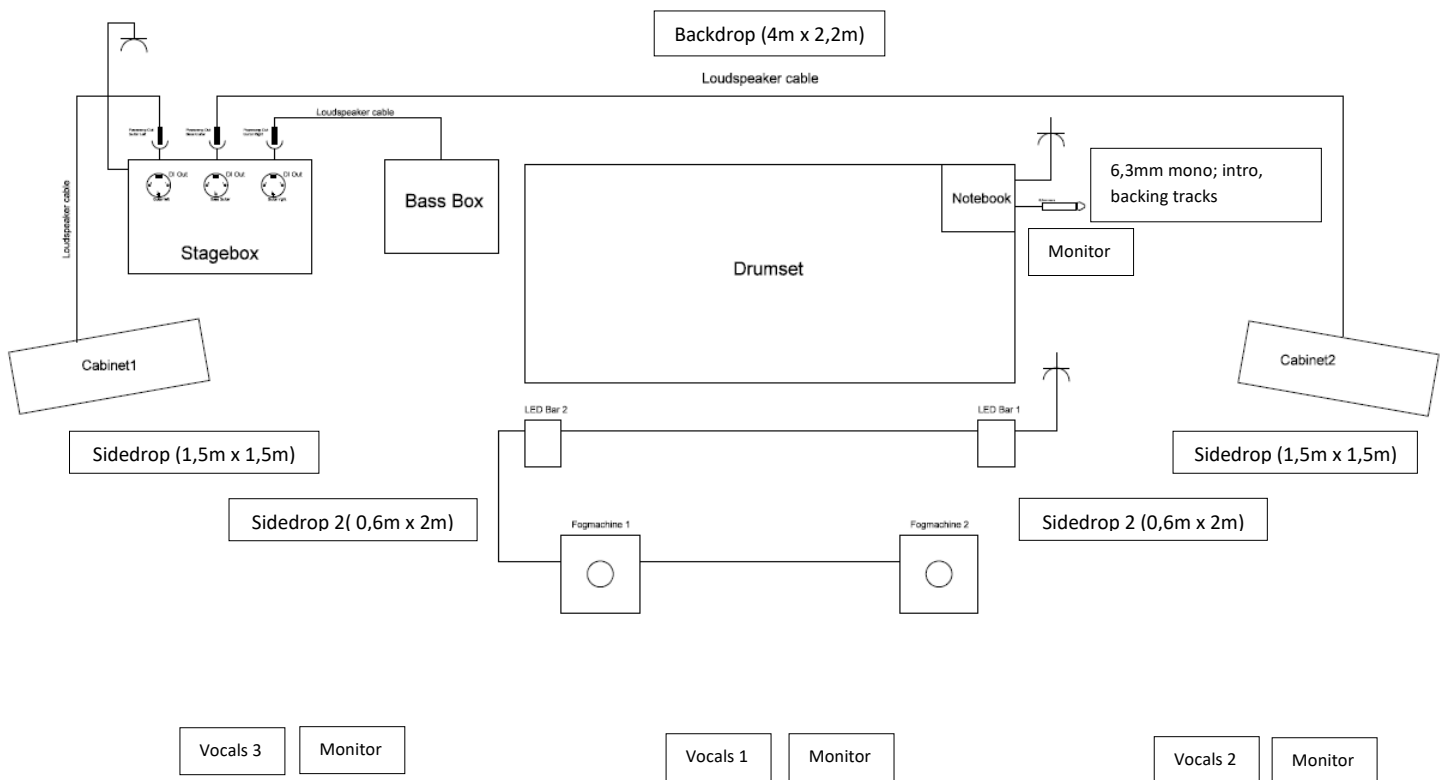 Backdrop (4m x 2,2m)
Loudspeaker cable
Loudspeaker cable
Loudspeaker cable
DI Out
DI Out
DI Out
Stagebox
Bass Box
Drumset
Notebook
6,3mm mono; intro,
backing tracks
Monitor
Cabinet1
Cabinet2
LED Bar 2
LED Bar 1
Sidedrop (1,5m x 1,5m)
Sidedrop (1,5m x 1,5m)
Sidedrop 2( 0,6m x 2m)
Sidedrop 2 (0,6m x 2m)
Fogmachine 1
Fogmachine 2
Vocals 3
Monitor
Vocals 1
Monitor
Vocals 2
Monitor